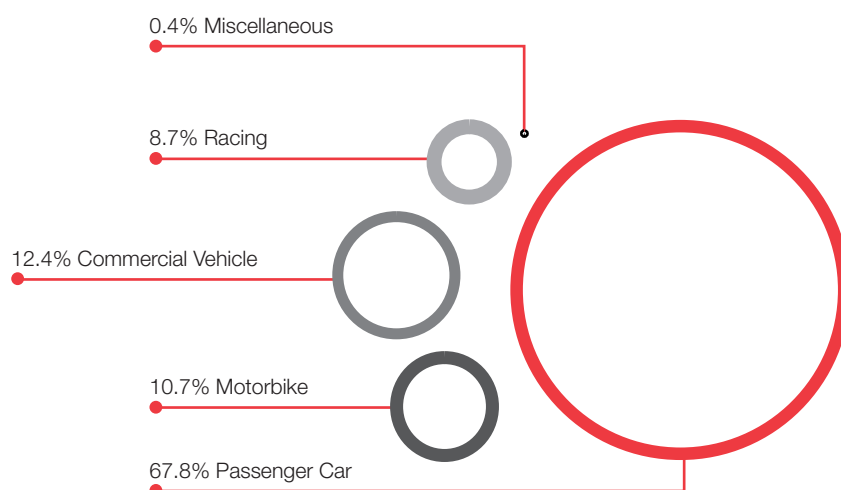 0.4% Miscellaneous
8.7% Racing
12.4% Commercial Vehicle
10.7% Motorbike
67.8% Passenger Car